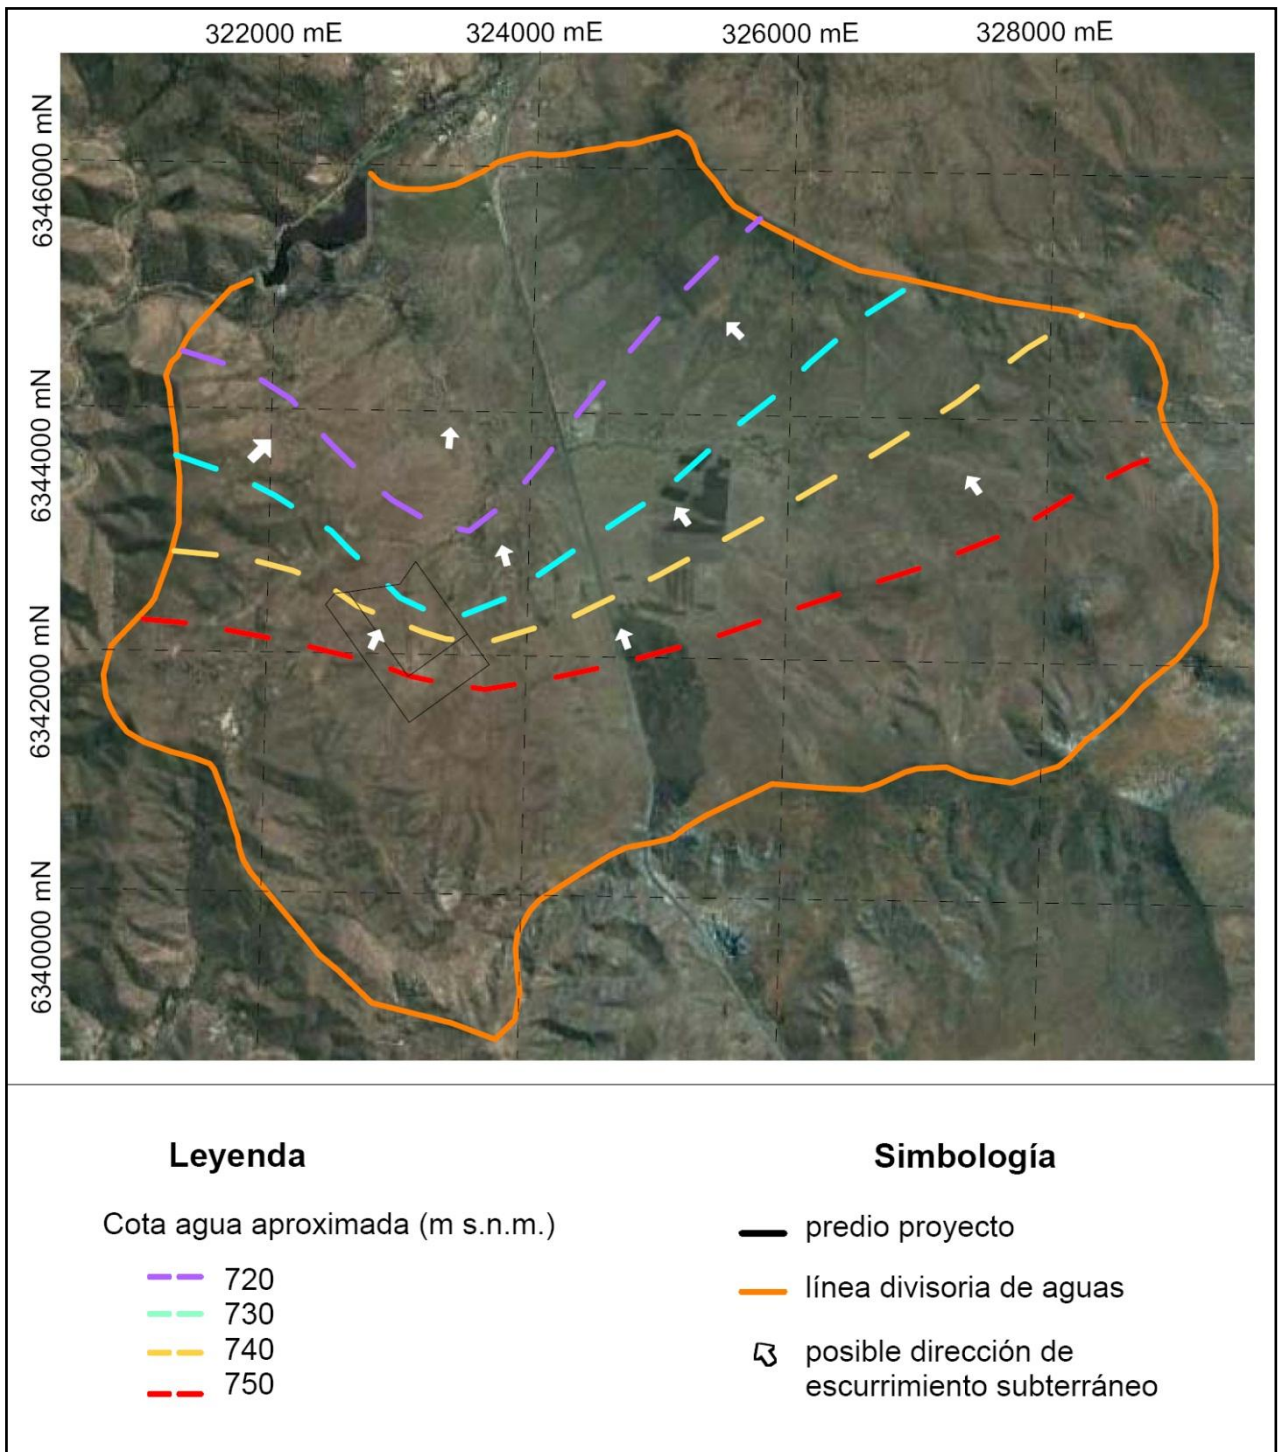 322000 mE
324000 mE
326000 mE
328000 mE
6346000 mN
6344000 mN
6342000 mN
6340000 mN
Leyenda
Cota agua aproximada (m s.n.m.)
720
730
740
750
Simbología
predio proyecto
línea divisoria de aguas
posible dirección de
escurrimiento subterráneo